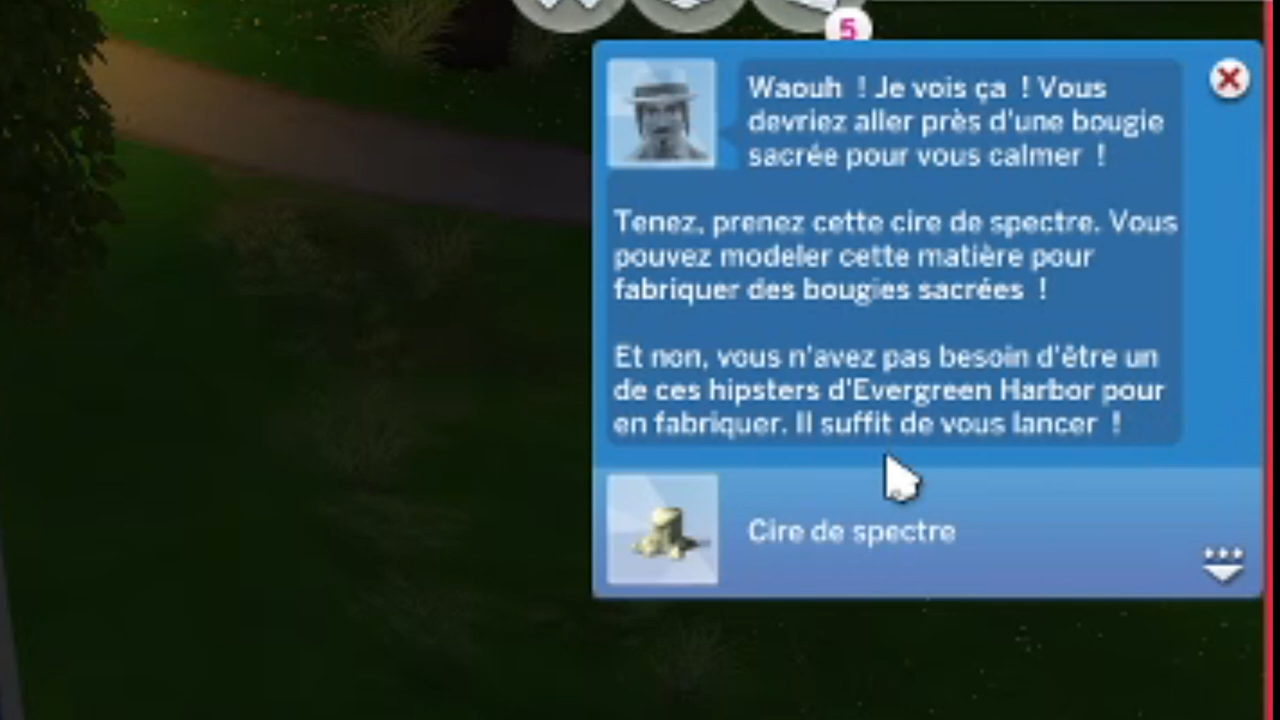 5
Waouh ! Je vois ça ! Vous
devriez aller près d'une bougie
sacrée pour vous calmer !
Tenez, prenez cette cire de spectre. Vous
pouvez modeler cette matière pour
fabriquer des bougies sacrées !
Et non, vous n'avez pas besoin d'être un
de ces hipsters d'Evergreen Harbor pour
en fabriquer. Il suffit de vous lancer !
Cire de spectre